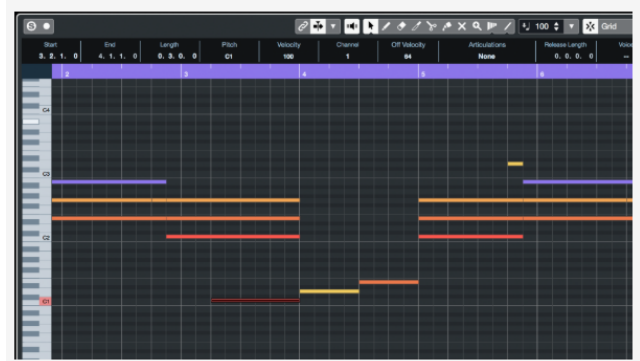 S 100 Grid
Start End Length Pitch Velocity Channel Off Velocity Articulations Release Length Voice
3. 2. 1. 0 4. 1. 1. 0 0. 3. 0. 0 C1 100 1 64 None 0. 0. 0. 0 --
2 3 4 5 6
C4
C3
C2
C1